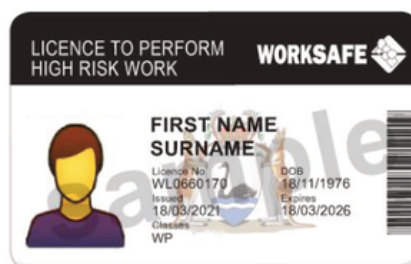 LICENCE TO PERFORM
HIGH RISK WORK
WORKSAFE
FIRST NAME
SURNAME
Licence No
WL0660170
DOB
18/11/1976
Issued
18/03/2021
Expires
18/03/2026
Classes
WP
sample